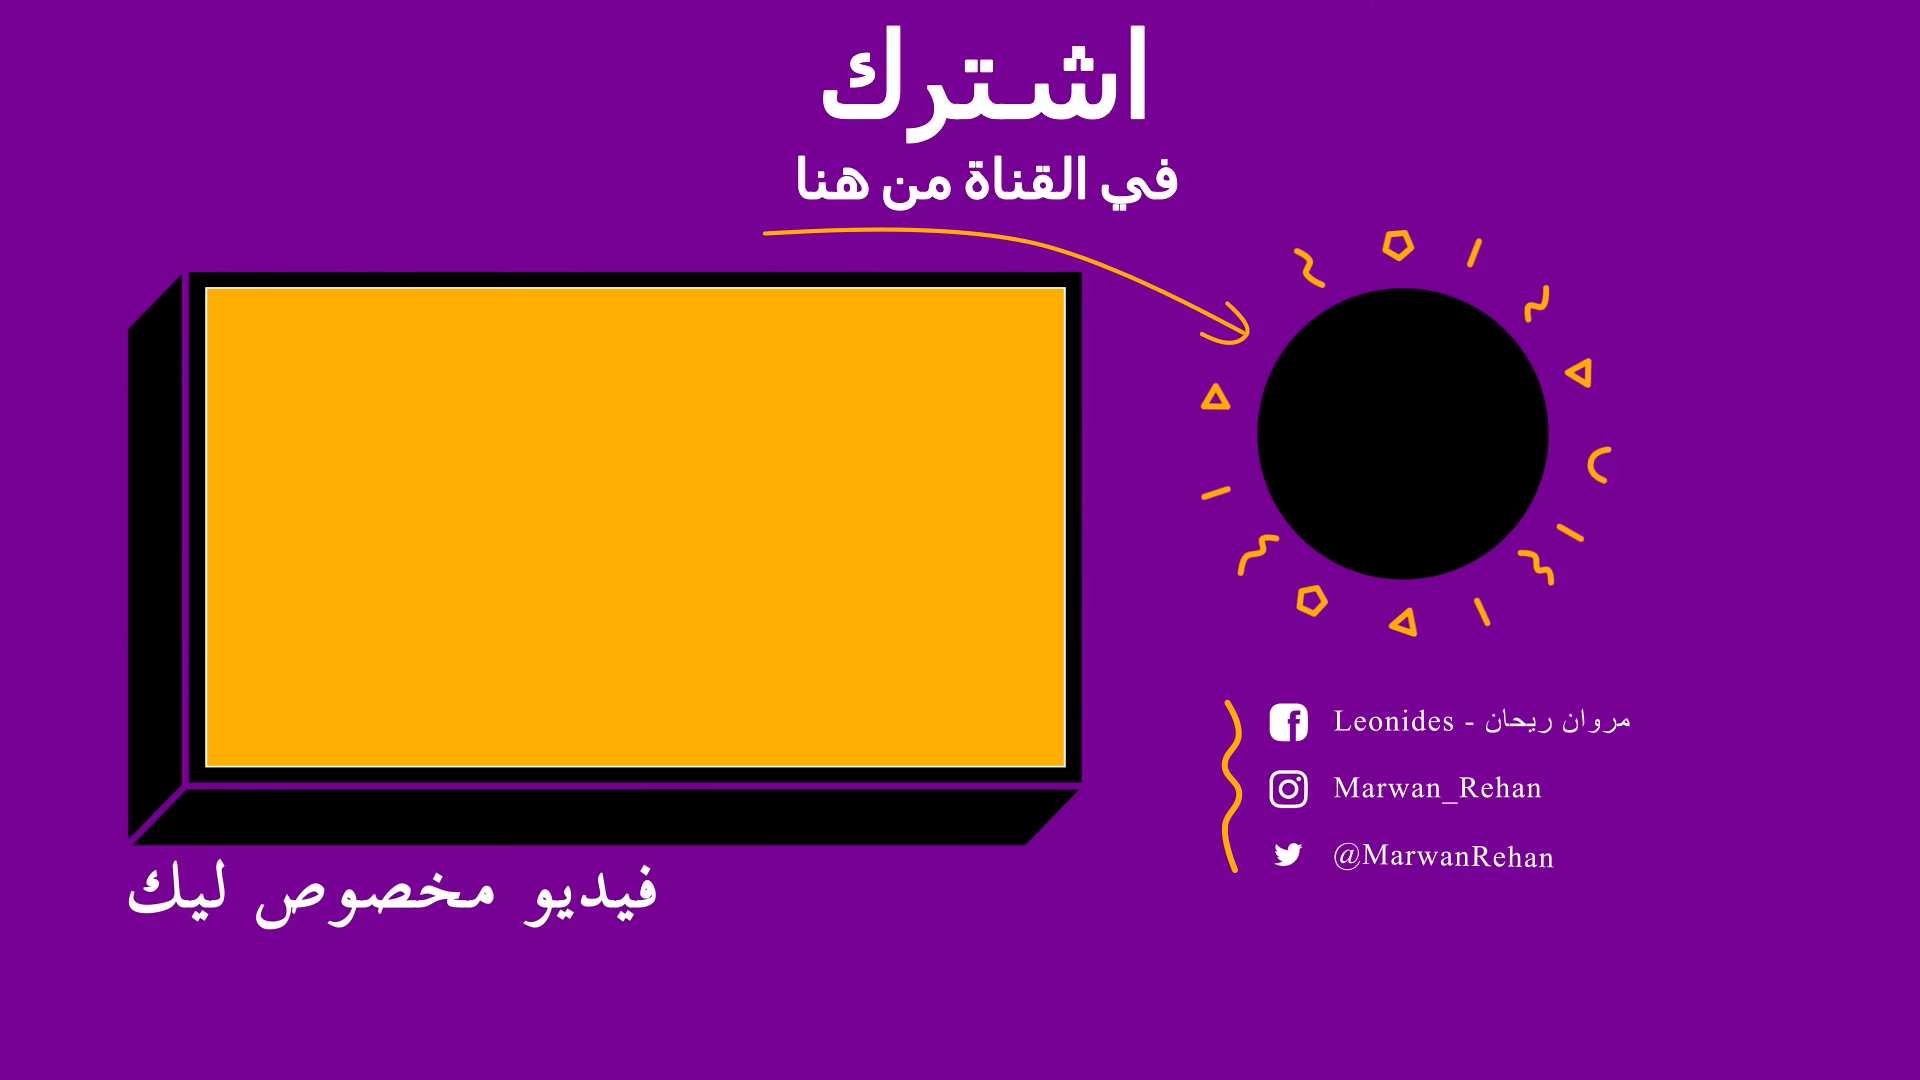 اشترك
في القناة من هنا
Leonides - مروان ريحان
Marwan_Rehan
@MarwanRehan
فيديو مخصوص ليك